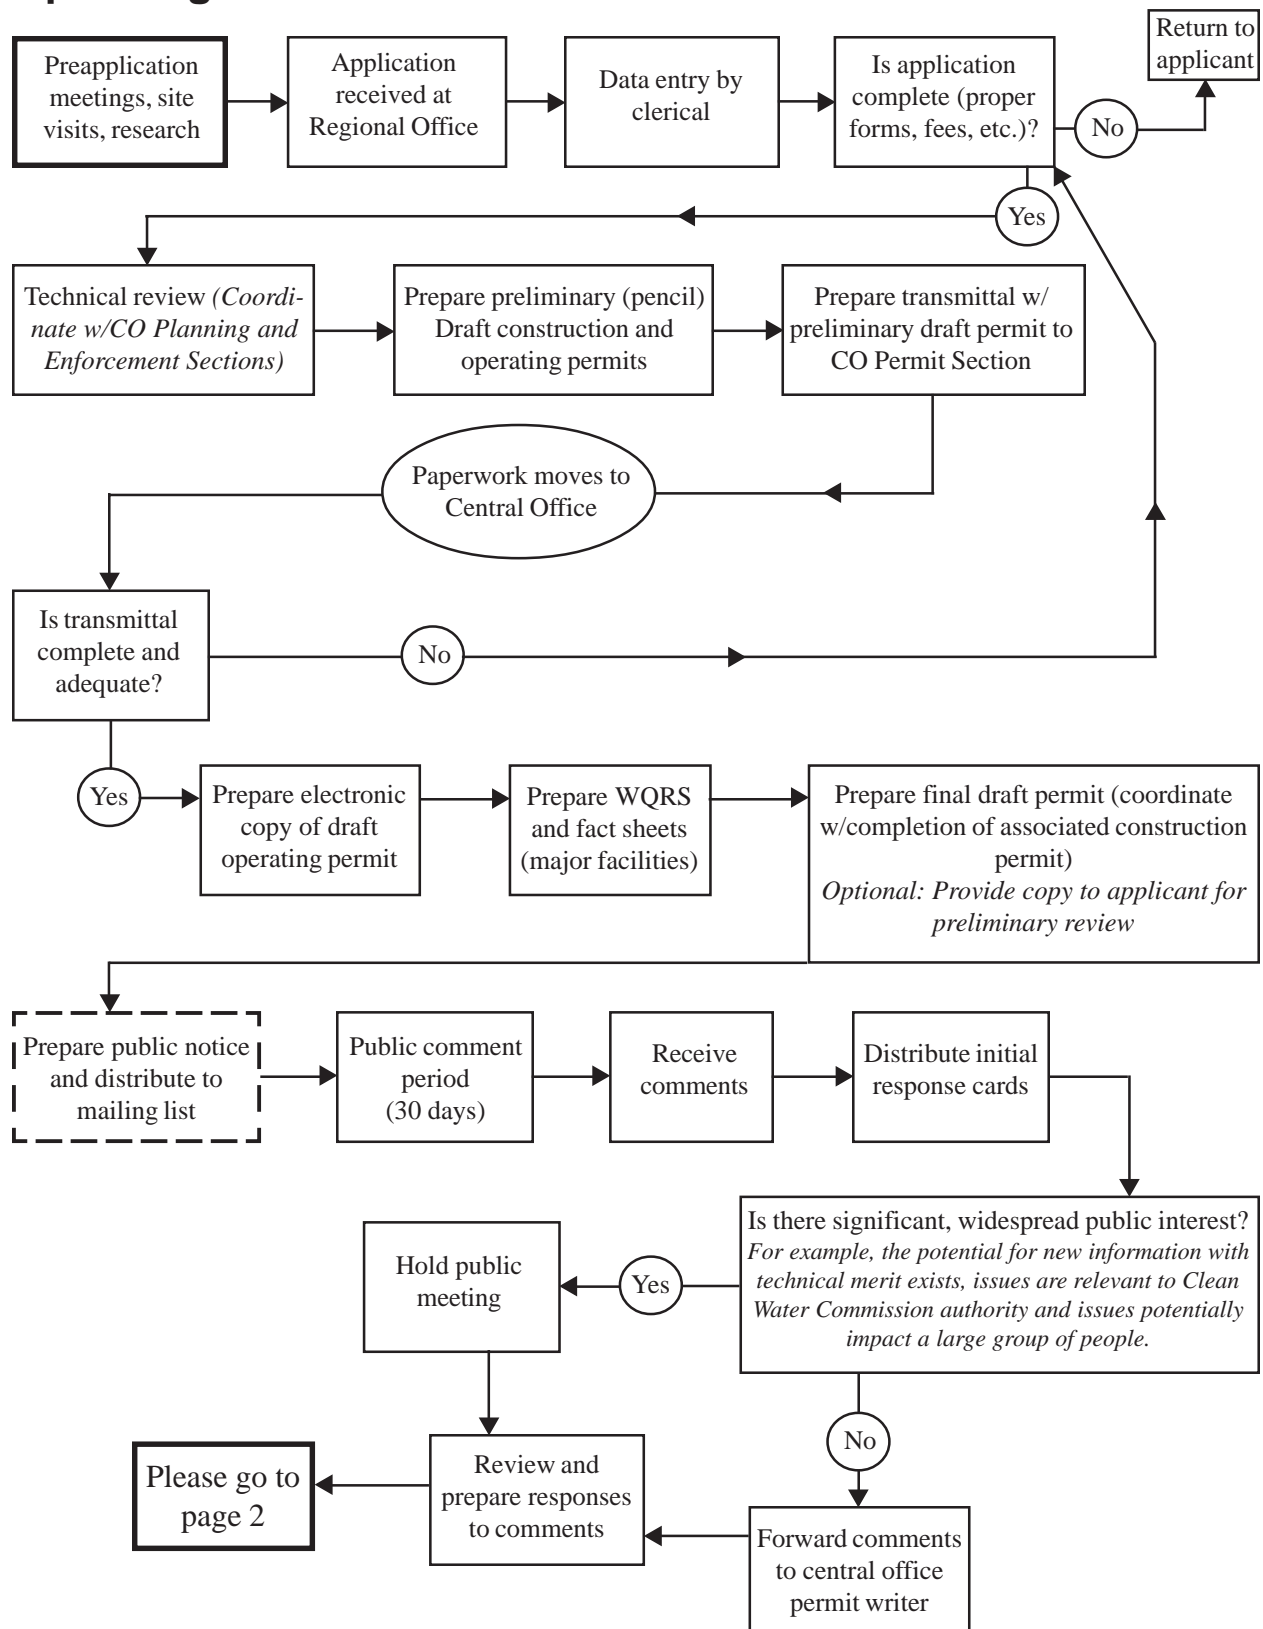 Preapplication
meetings, site
visits, research
Application
received at
Regional Office
Data entry by
clerical
Is application
complete (proper
forms, fees, etc.)?
No
Return to
applicant
Yes
Technical review (Coordi-
nate w/CO Planning and
Enforcement Sections)
Prepare preliminary (pencil)
Draft construction and
operating permits
Prepare transmittal w/
preliminary draft permit to
CO Permit Section
Paperwork moves to
Central Office
Is transmittal
complete and
adequate?
No
Yes
Prepare electronic
copy of draft
operating permit
Prepare WQRS
and fact sheets
(major facilities)
Prepare final draft permit (coordinate
w/completion of associated construction
permit)
Optional: Provide copy to applicant for
preliminary review
Prepare public notice
and distribute to
mailing list
Public comment
period
(30 days)
Receive
comments
Distribute initial
response cards
Is there significant, widespread public interest?
For example, the potential for new information with
technical merit exists, issues are relevant to Clean
Water Commission authority and issues potentially
impact a large group of people.
Yes
Hold public
meeting
No
Forward comments
to central office
permit writer
Review and
prepare responses
to comments
Please go to
page 2